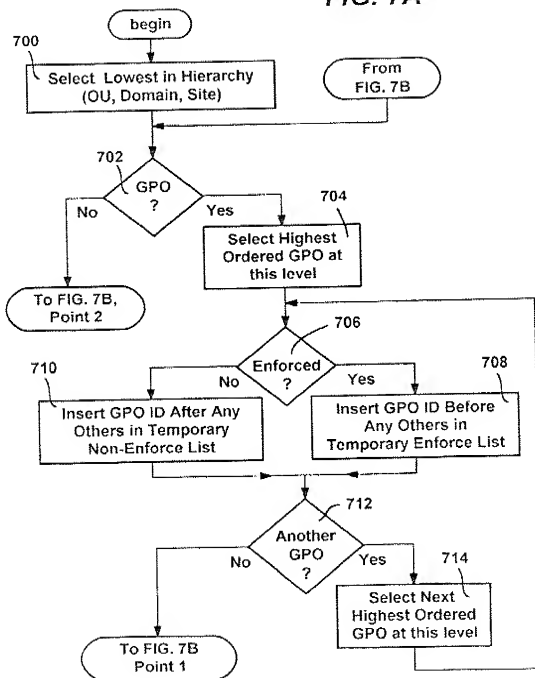 FIG. 7A
begin
700
Select Lowest in Hierarchy
(OU, Domain, Site)
From
FIG. 7B
702
GPO
?
No
Yes
704
Select Highest
Ordered GPO at
this level
To FIG. 7B,
Point 2
706
Enforced
?
No
Yes
710
708
Insert GPO ID After Any
Others in Temporary
Non-Enforce List
Insert GPO ID Before
Any Others in
Temporary Enforce List
712
Another
GPO
?
No
Yes
714
Select Next
Highest Ordered
GPO at this level
To FIG. 7B
Point 1